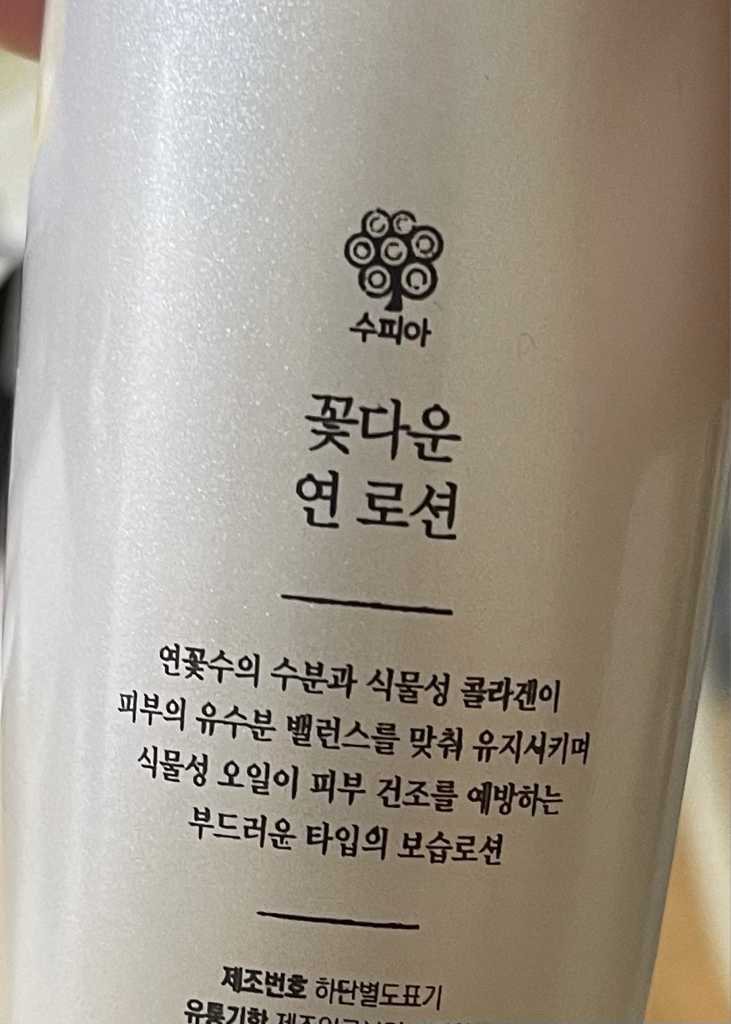 수피아
꽃다운
연 로션
연꽃수의 수분과 식물성 콜라겐이
피부의 유수분 밸런스를 맞춰 유지시키며
식물성 오일이 피부 건조를 예방하는
부드러운 타입의 보습로션
제조번호 하단별도표기
유통기한